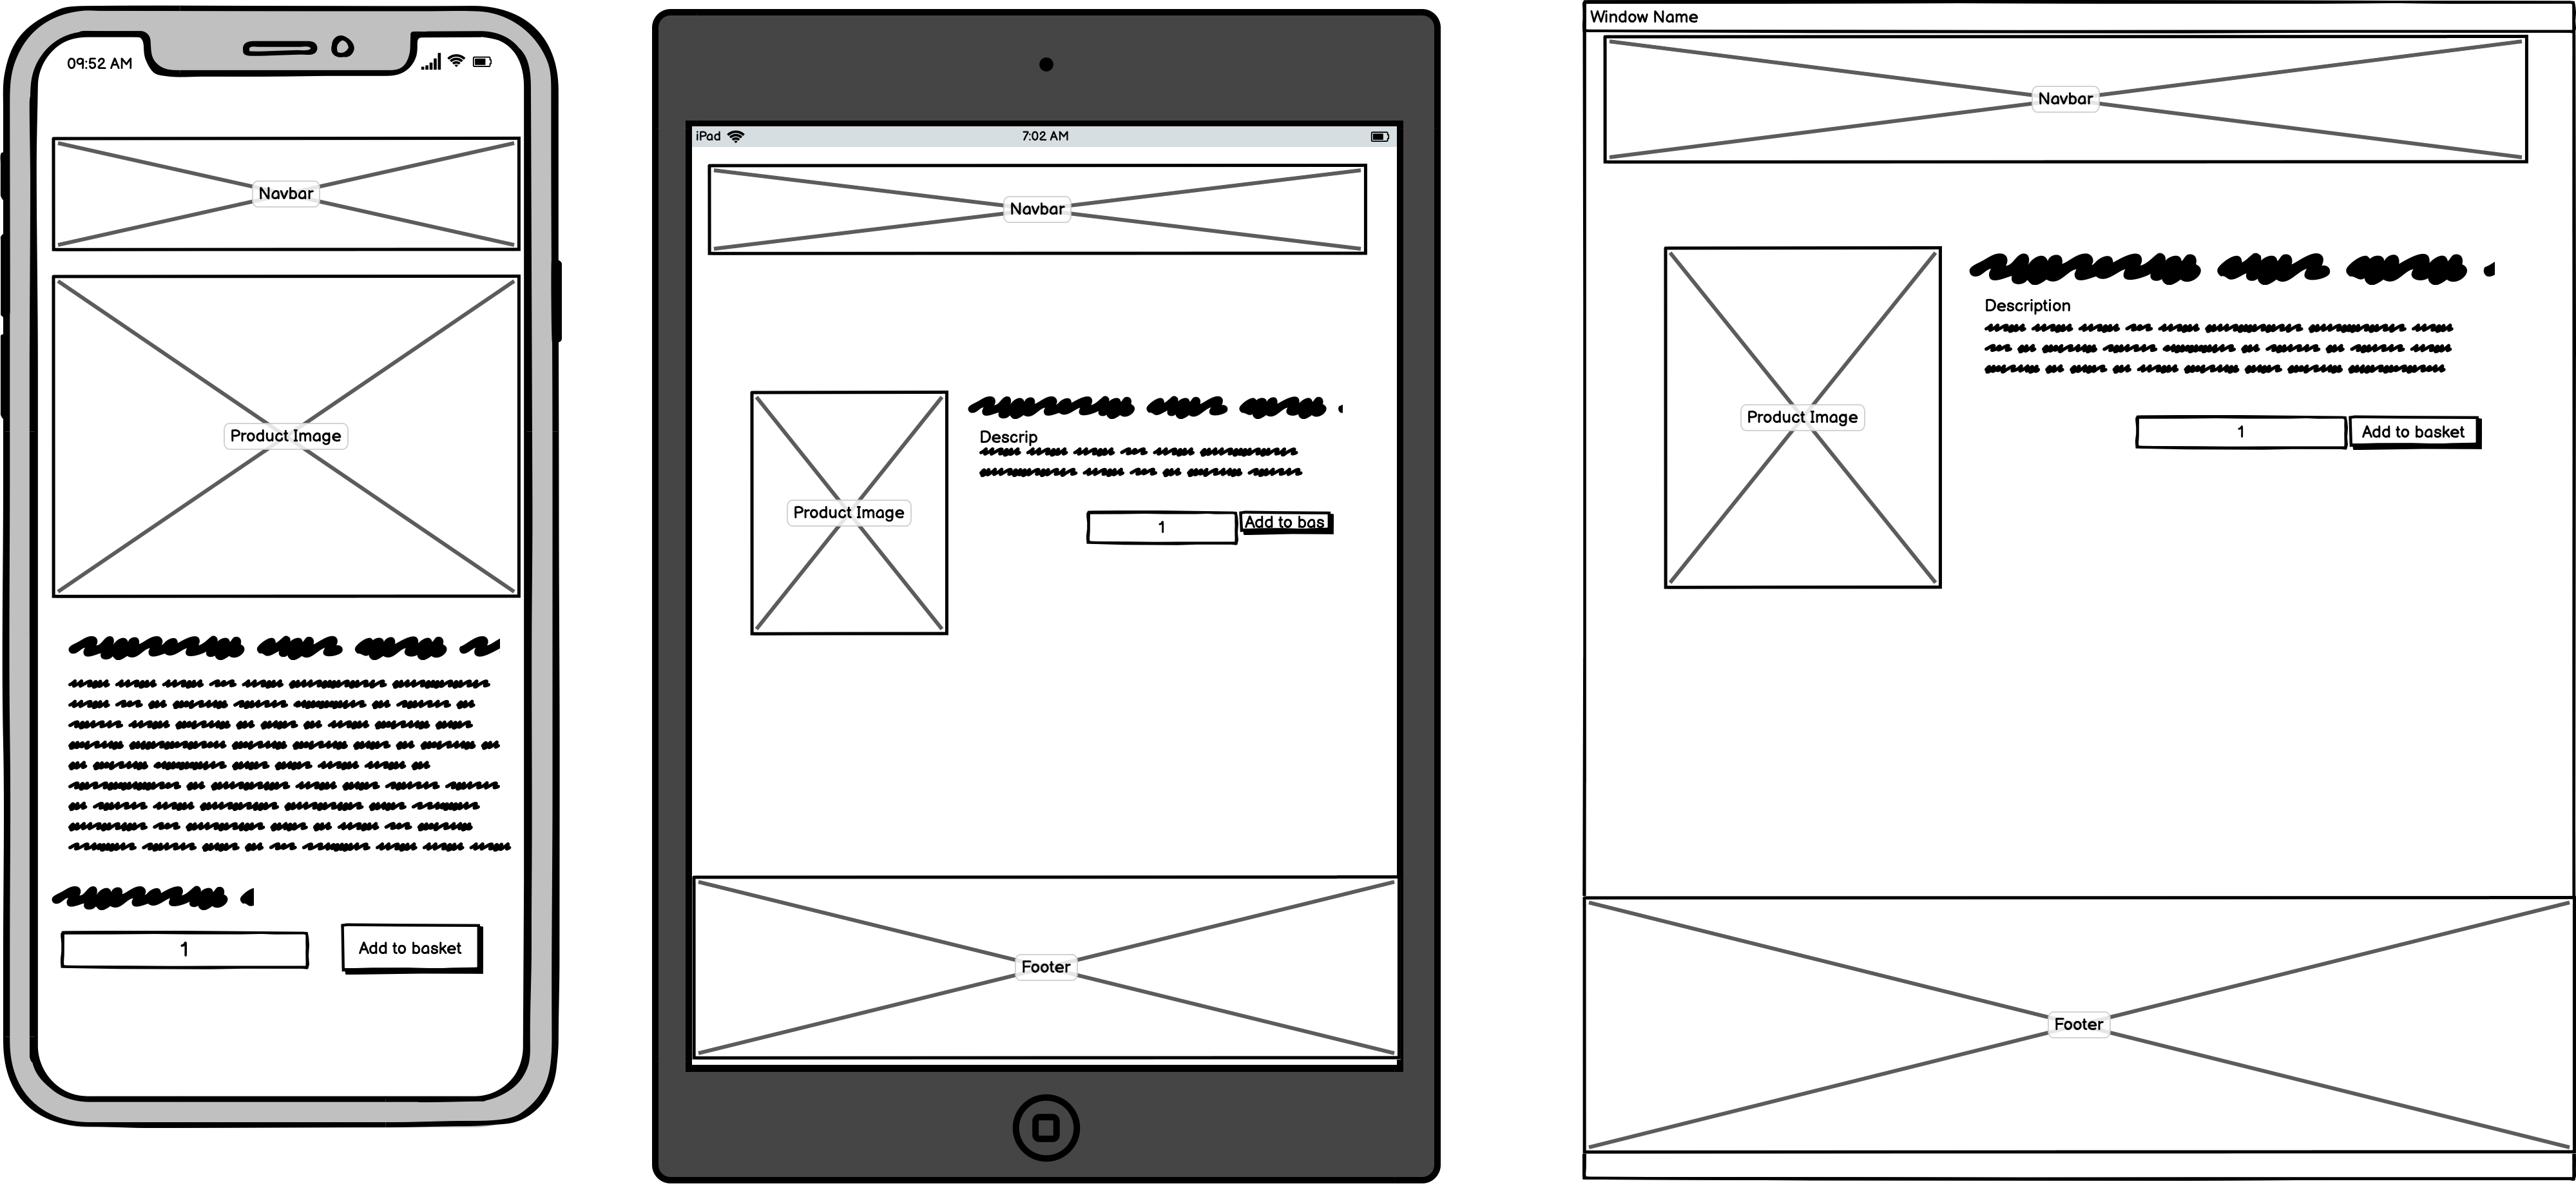 09:52 AM
Navbar
Product Image
1
Add to basket
iPad
7:02 AM
Navbar
Product Image
Descrip
1
Add to bas
Footer
Window Name
Navbar
Product Image
Description
1
Add to basket
Footer